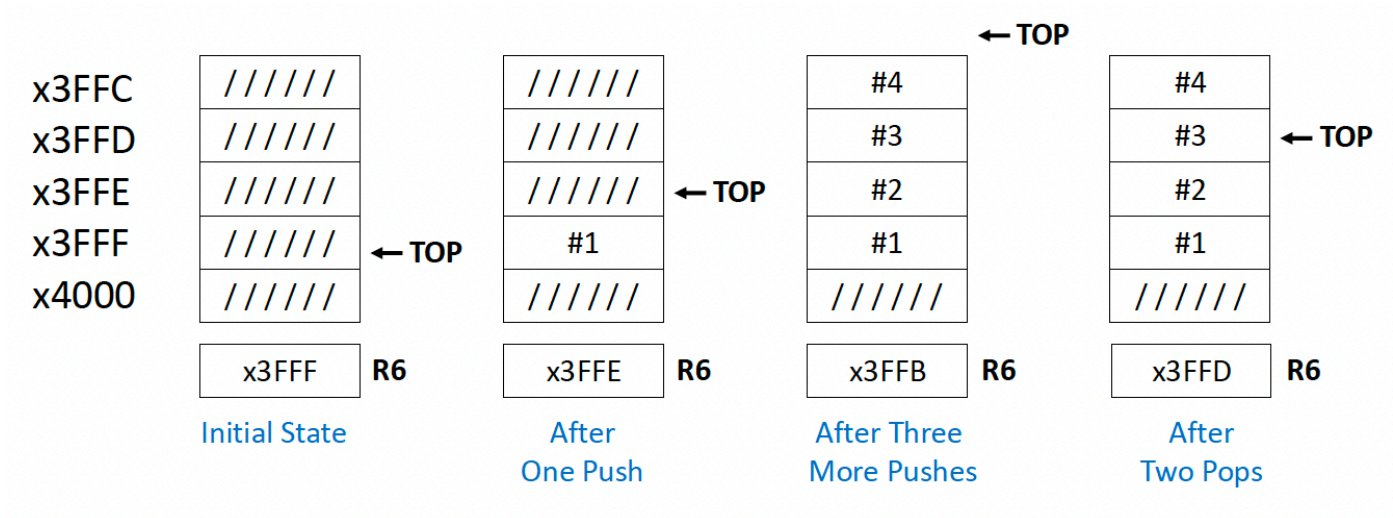 ← TOP
x3FFC / / / / / / / / / / / / #4 #4
x3FFD / / / / / / / / / / / / #3 #3 ← TOP
x3FFE / / / / / / / / / / / / ← TOP #2 #2
x3FFF / / / / / / ← TOP #1 #1 #1
x4000 / / / / / / / / / / / / / / / / / / / / / / / /
x3FFF R6 x3FFE R6 x3FFB R6 x3FFD R6
Initial State After After Three After
One Push More Pushes Two Pops